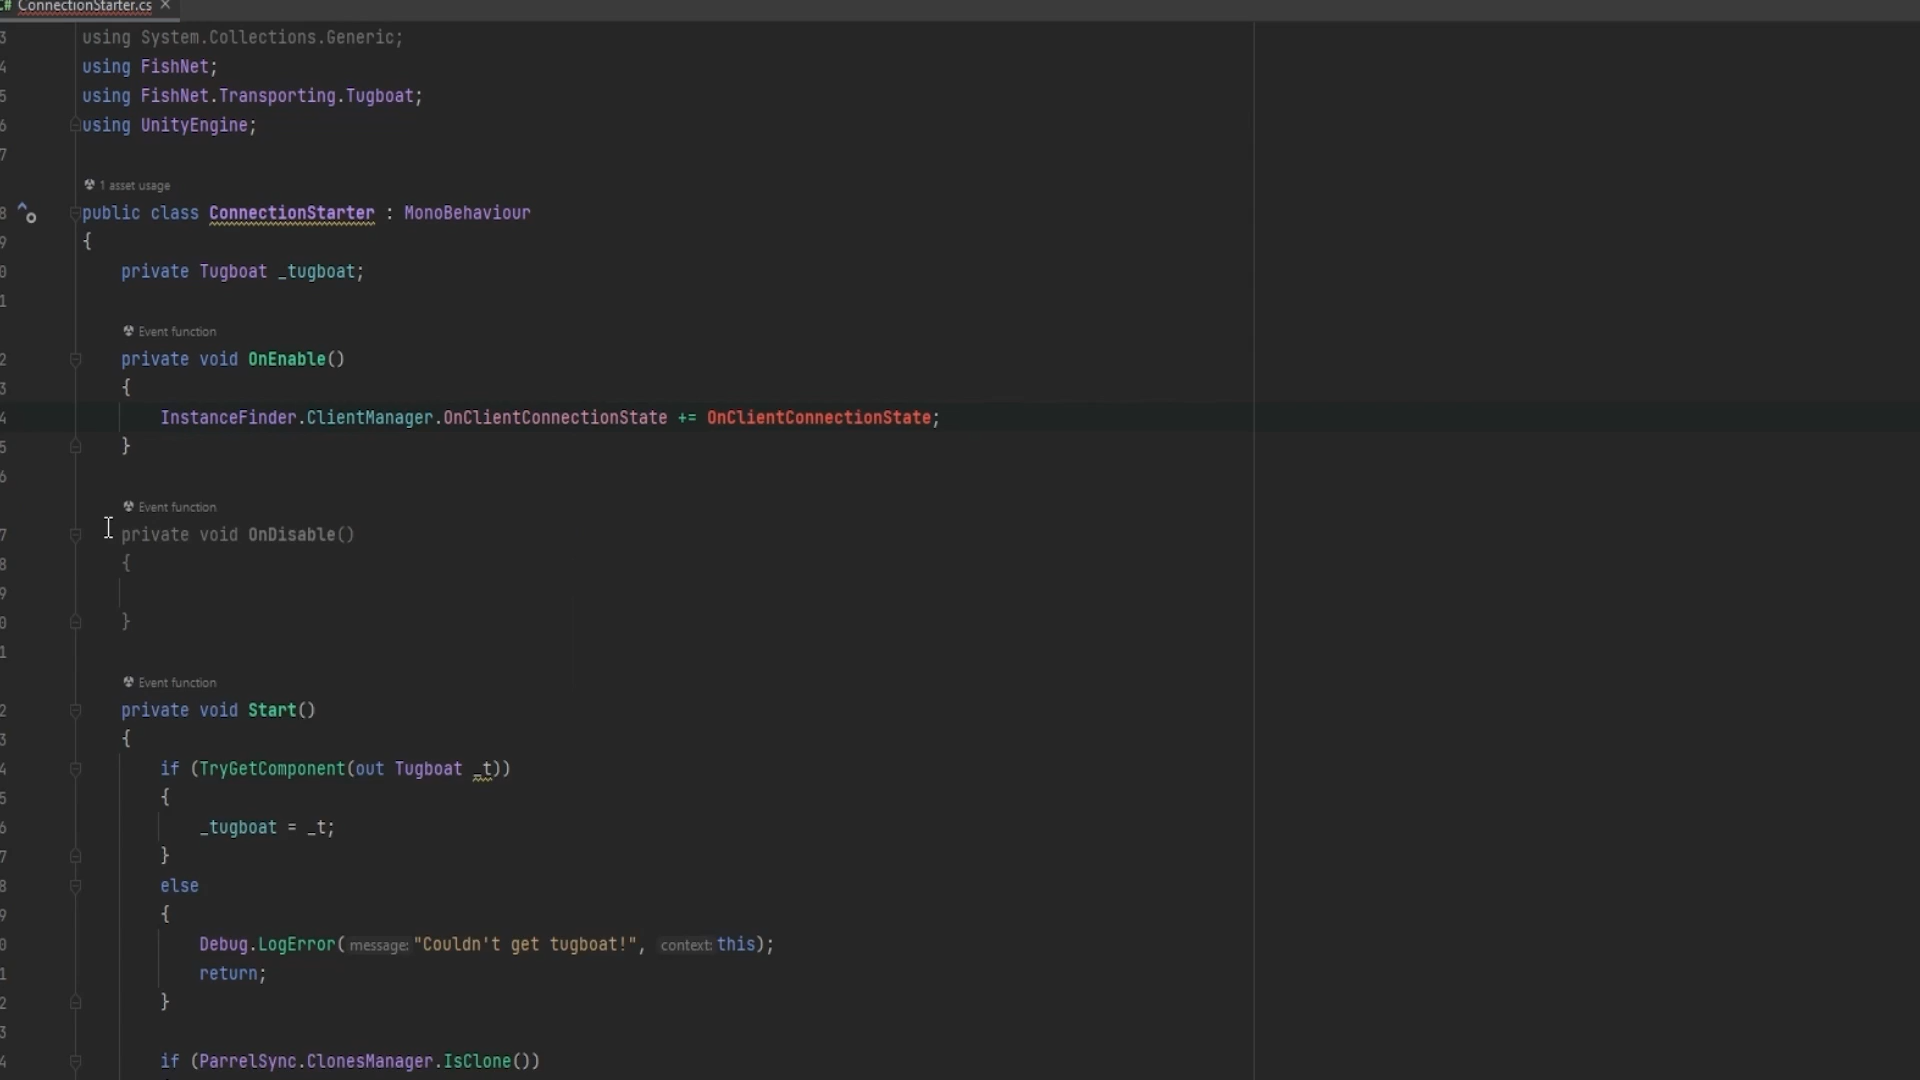 C# ConnectionStarter.cs ×
3 using System.Collections.Generic;
4 using FishNet;
5 using FishNet.Transporting.Tugboat;
6 using UnityEngine;
7
1 asset usage
8 public class ConnectionStarter : MonoBehaviour
9 {
0 private Tugboat _tugboat;
1
Event function
2 private void OnEnable()
3 {
4 InstanceFinder.ClientManager.OnClientConnectionState += OnClientConnectionState;
5 }
6
Event function
7 private void OnDisable()
8 {
9
0 }
1
Event function
2 private void Start()
3 {
4 if (TryGetComponent(out Tugboat _t))
5 {
6 _tugboat = _t;
7 }
8 else
9 {
0 Debug.LogError( message: "Couldn't get tugboat!", context: this);
1 return;
2 }
3
4 if (ParrelSync.ClonesManager.IsClone())